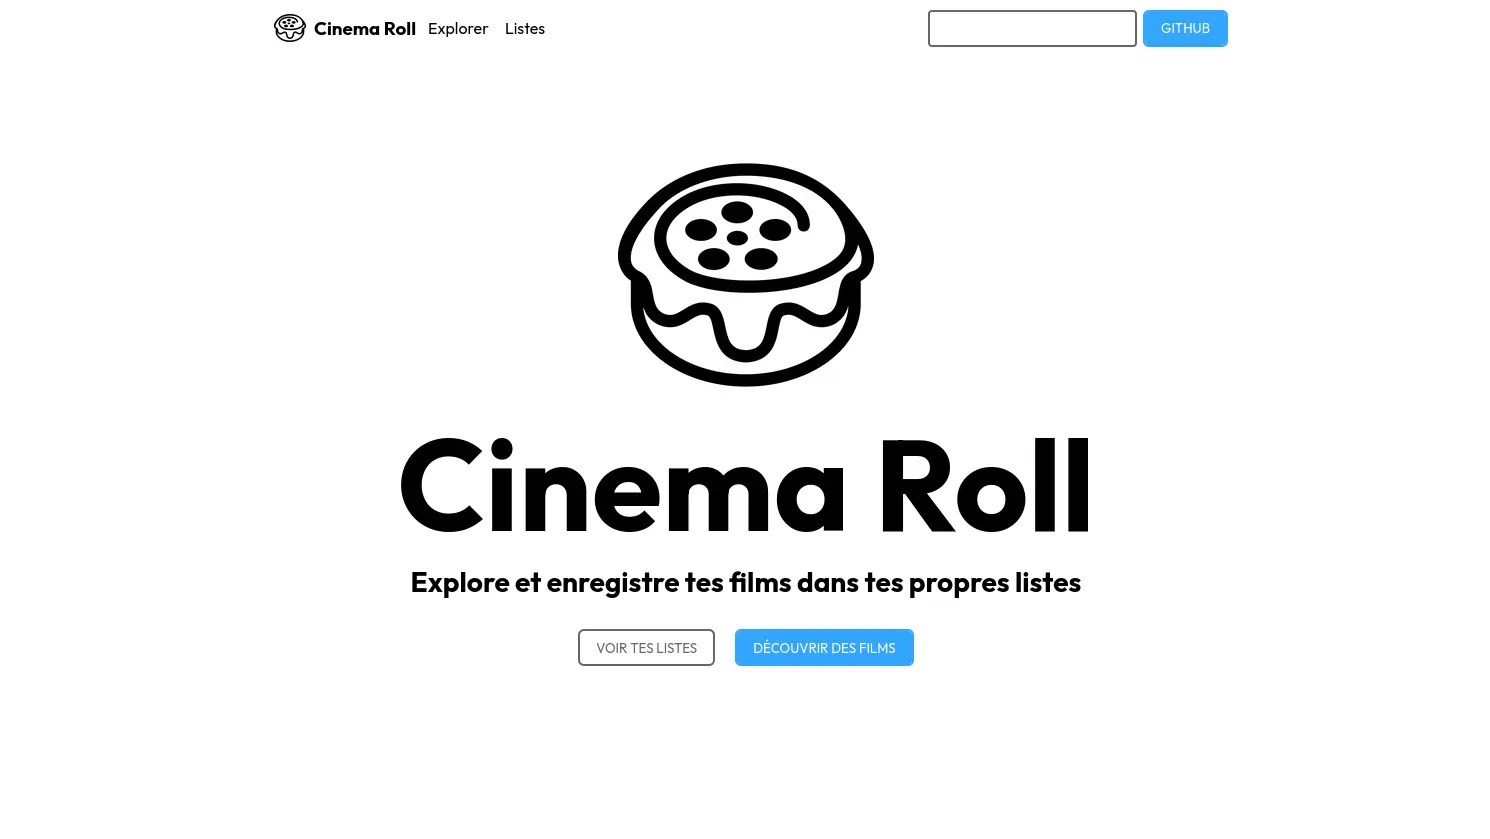 Cinema Roll Explorer Listes GITHUB
Cinema Roll
Explore et enregistre tes films dans tes propres listes
VOIR TES LISTES DÉCOUVRIR DES FILMS